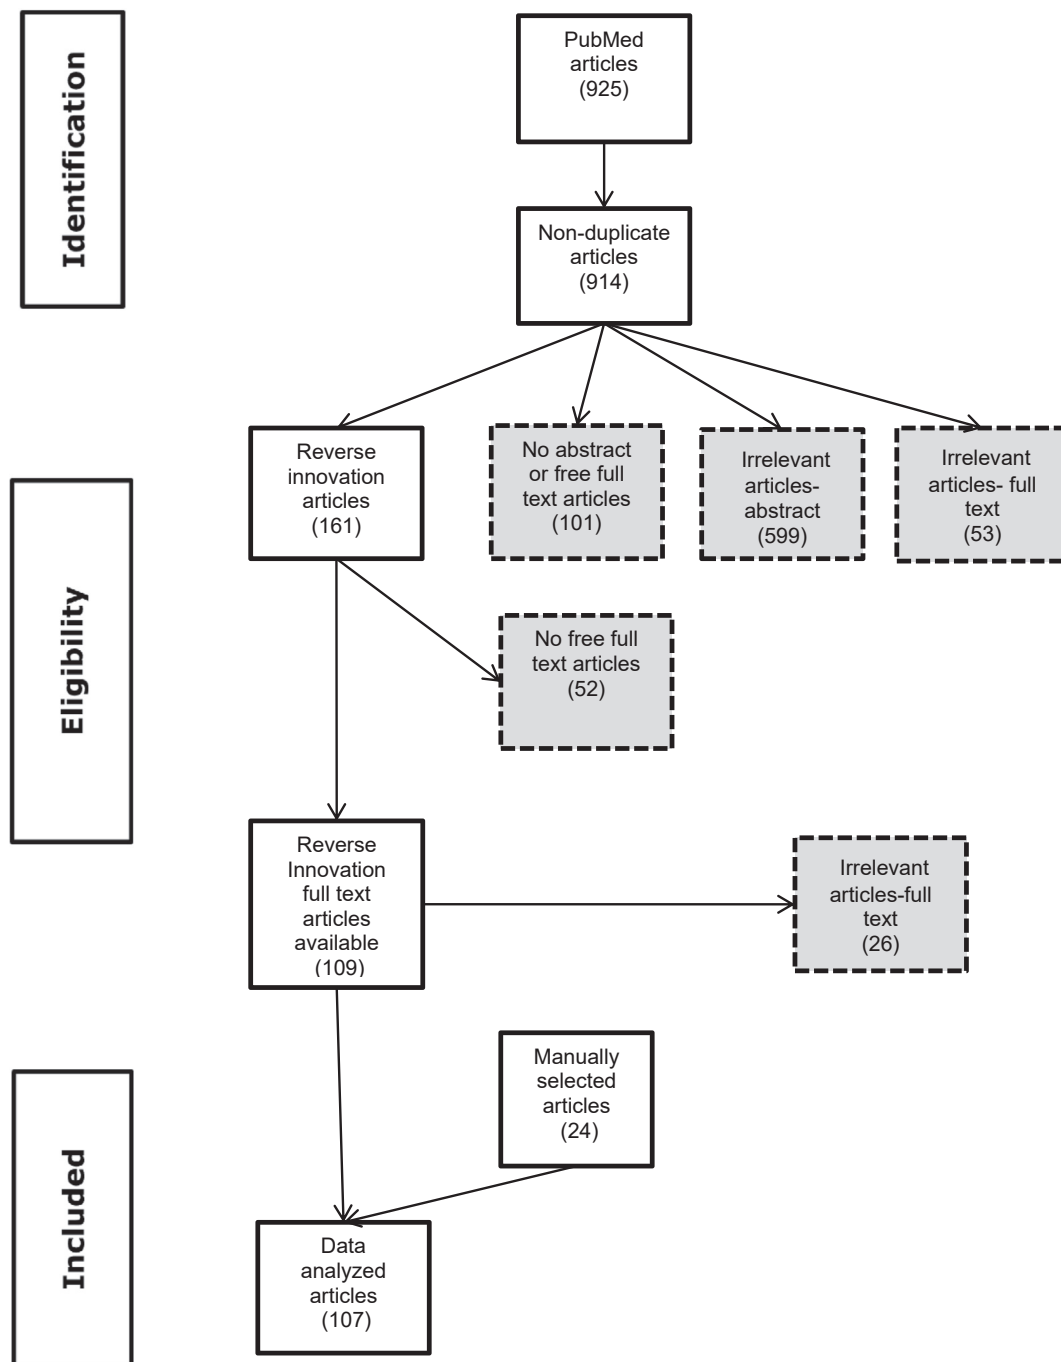 Identification
PubMed
articles
(925)
Non-duplicate
articles
(914)
Eligibility
Reverse
innovation
articles
(161)
No abstract
or free full
text articles
(101)
Irrelevant
articles-
abstract
(599)
Irrelevant
articles- full
text
(53)
No free full
text articles
(52)
Reverse
Innovation
full text
articles
available
(109)
Irrelevant
articles-full
text
(26)
Included
Manually
selected
articles
(24)
Data
analyzed
articles
(107)